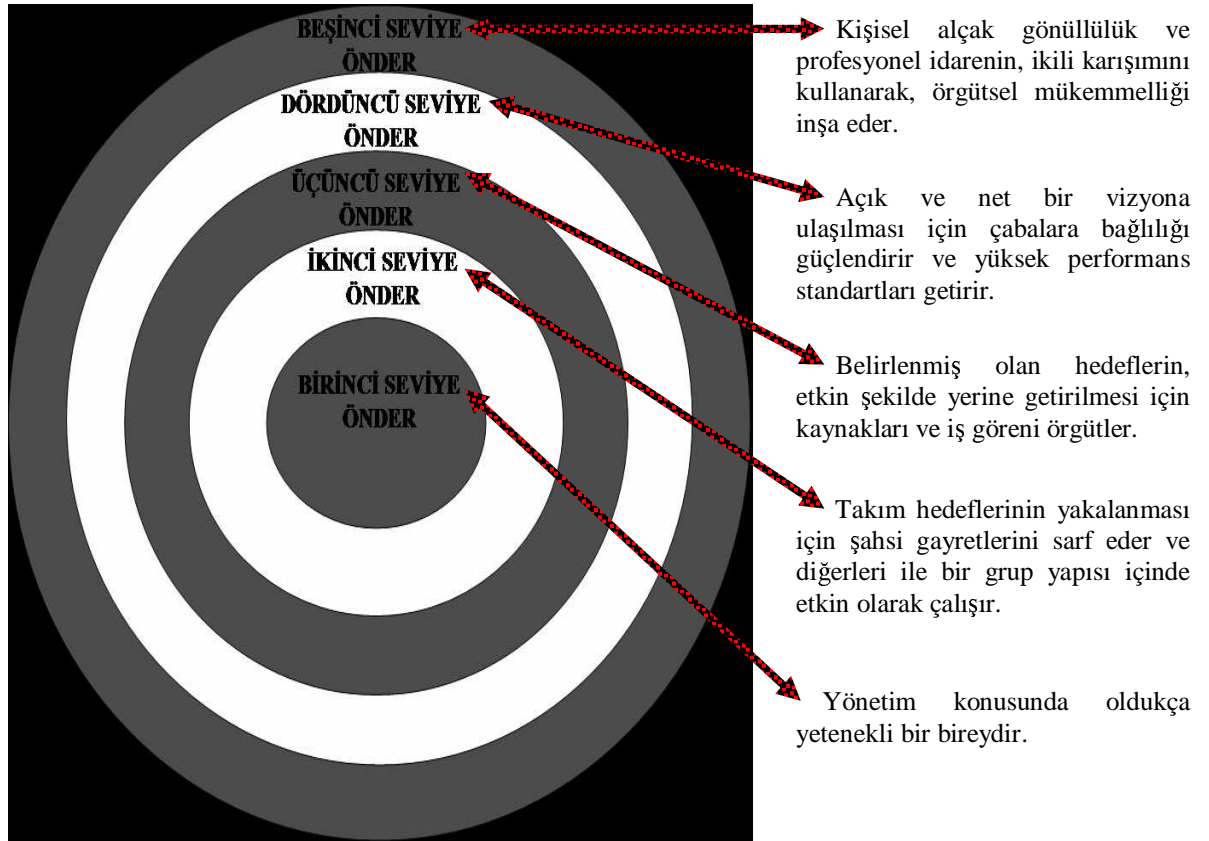 BEŞİNCİ SEVİYE
ÖNDER
DÖRDÜNCÜ SEVİYE
ÖNDER
ÜÇÜNCÜ SEVİYE
ÖNDER
İKİNCİ SEVİYE
ÖNDER
BİRİNCİ SEVİYE
ÖNDER
Kişisel alçak gönüllülük ve
profesyonel idarenin, ikili karışımını
kullanarak, örgütsel mükemmelliği
inşa eder.
Açık ve net bir vizyona
ulaşılması için çabalara bağlılığı
güçlendirir ve yüksek performans
standartları getirir.
Belirlenmiş olan hedeflerin,
etkin şekilde yerine getirilmesi için
kaynakları ve iş göreni örgütler.
Takım hedeflerinin yakalanması
için şahsi gayretlerini sarf eder ve
diğerleri ile bir grup yapısı içinde
etkin olarak çalışır.
Yönetim konusunda oldukça
yetenekli bir bireydir.